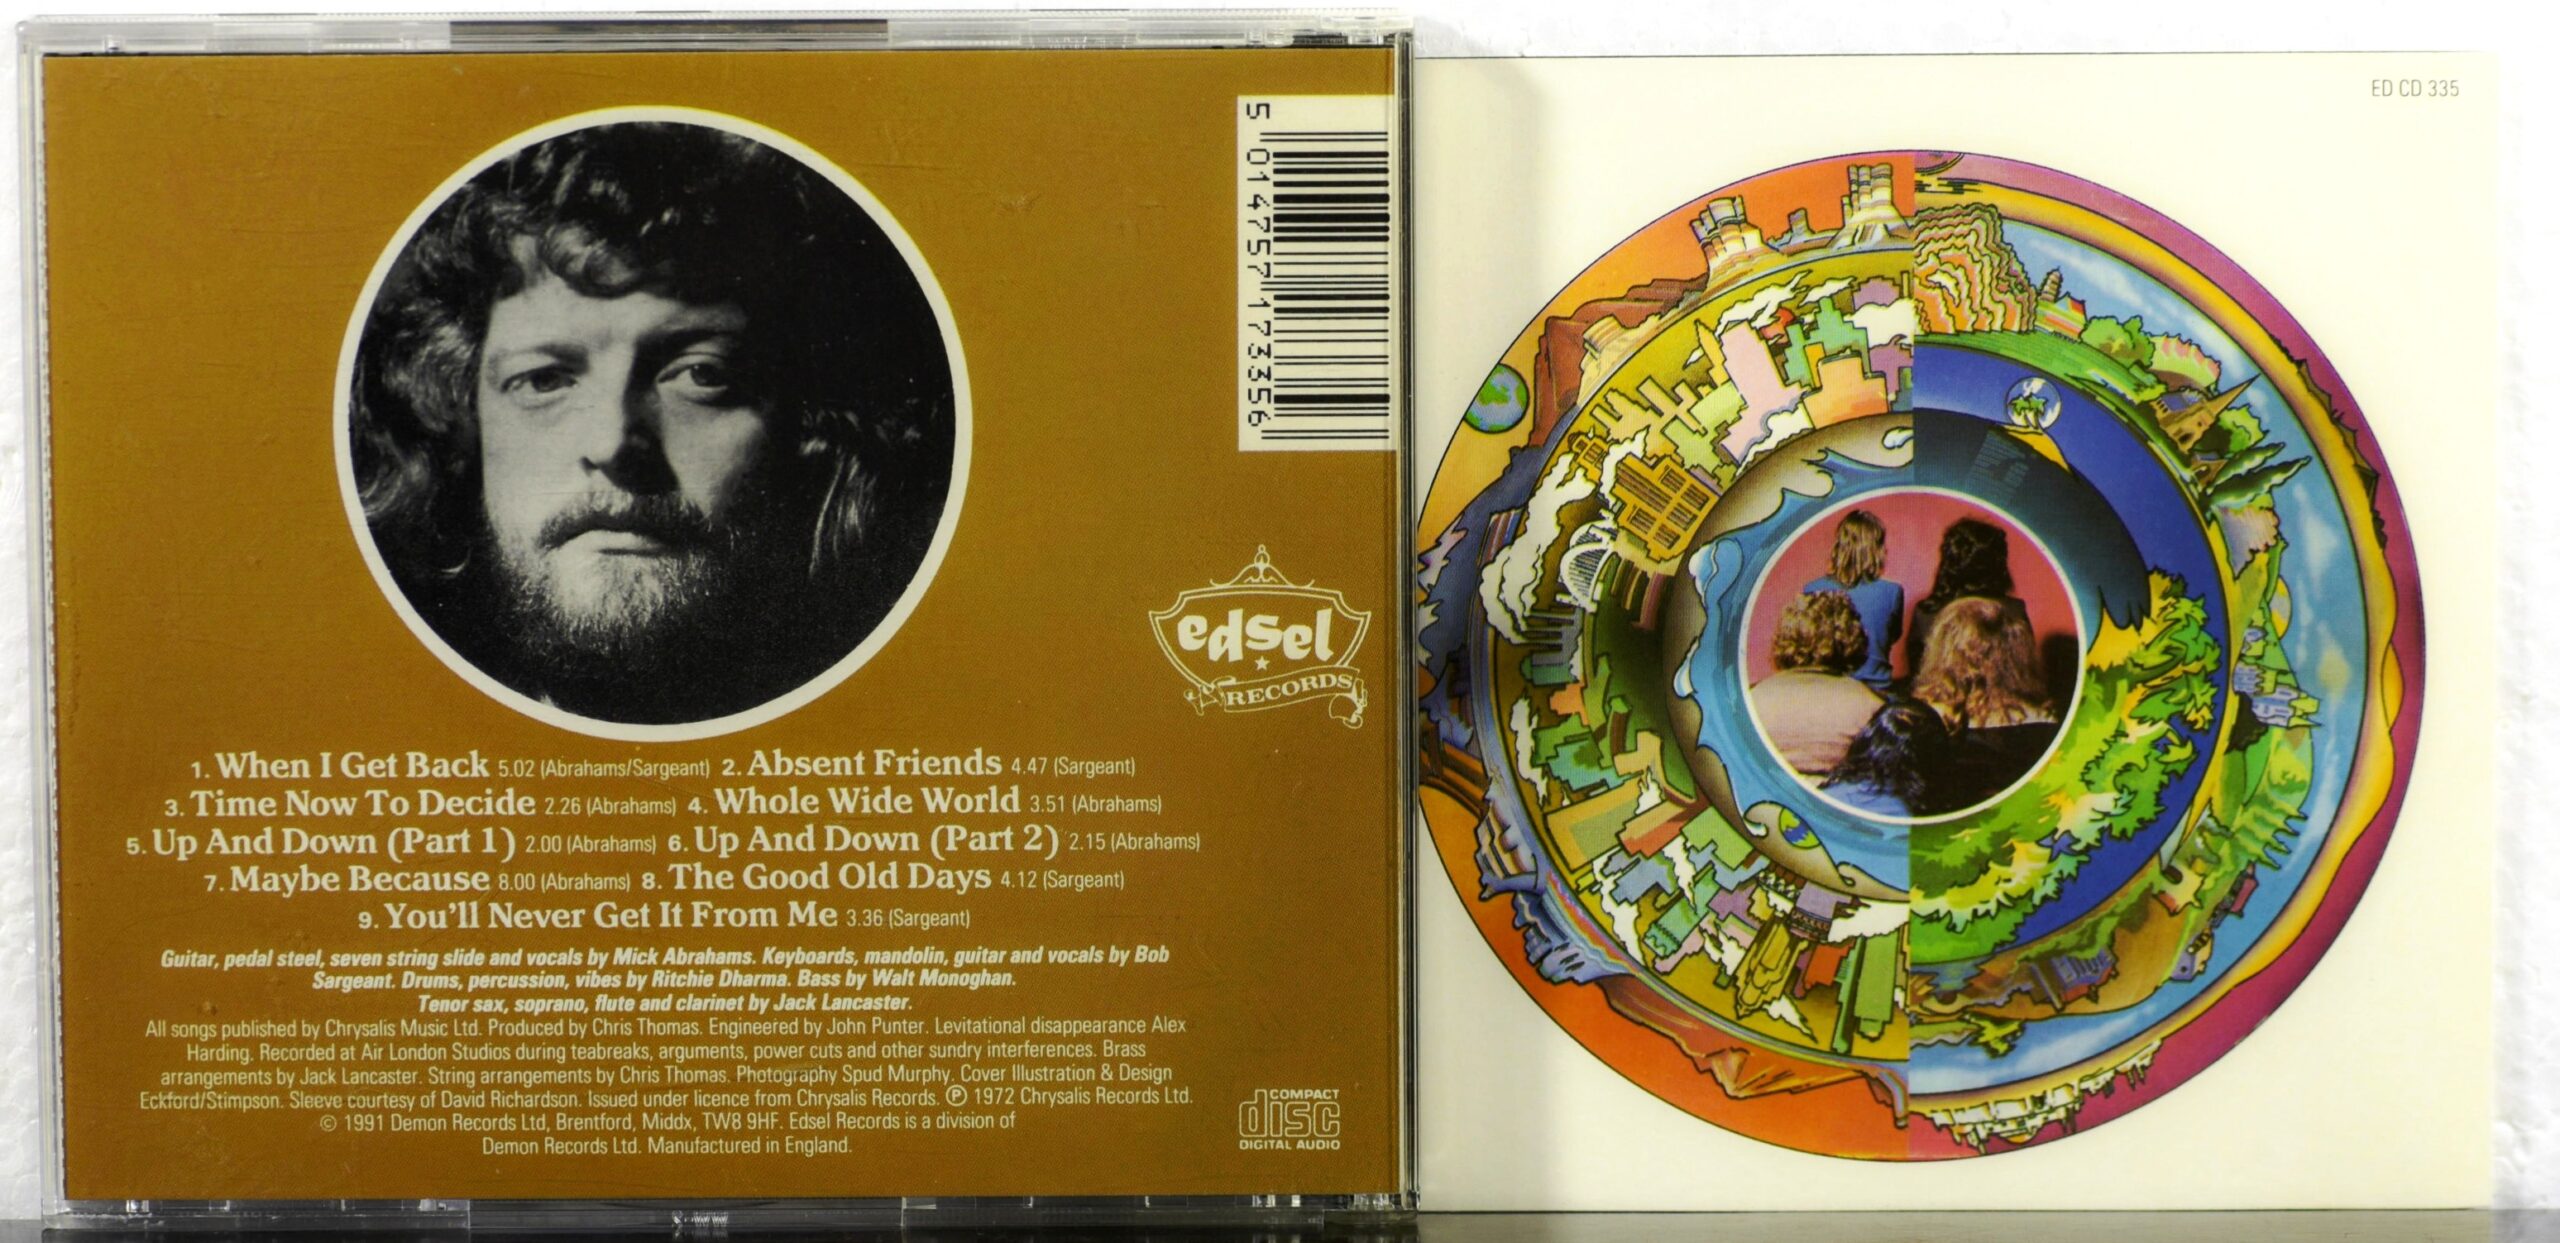 ED CD 335
5 014757 173356
edsel
RECORDS
1. When I Get Back 5.02 (Abrahams/Sargeant) 2. Absent Friends 4.47 (Sargeant)
3. Time Now To Decide 2.26 (Abrahams) 4. Whole Wide World 3.51 (Abrahams)
5. Up And Down (Part 1) 2.00 (Abrahams) 6. Up And Down (Part 2) 2.15 (Abrahams)
7. Maybe Because 8.00 (Abrahams) 8. The Good Old Days 4.12 (Sargeant)
9. You'll Never Get It From Me 3.36 (Sargeant)
Guitar, pedal steel, seven string slide and vocals by Mick Abrahams. Keyboards, mandolin, guitar and vocals by Bob
Sargeant. Drums, percussion, vibes by Ritchie Dharma. Bass by Walt Monoghan.
Tenor sax, soprano, flute and clarinet by Jack Lancaster.
All songs published by Chrysalis Music Ltd. Produced by Chris Thomas. Engineered by John Punter. Levitational disappearance Alex
Harding. Recorded at Air London Studios during teabreaks, arguments, power cuts and other sundry interferences. Brass
arrangements by Jack Lancaster. String arrangements by Chris Thomas. Photography Spud Murphy. Cover Illustration & Design
Eckford/Stimpson. Sleeve courtesy of David Richardson. Issued under licence from Chrysalis Records. ℗ 1972 Chrysalis Records Ltd.
© 1991 Demon Records Ltd, Brentford, Middx, TW8 9HF. Edsel Records is a division of
Demon Records Ltd. Manufactured in England.
COMPACT
disc
DIGITAL AUDIO